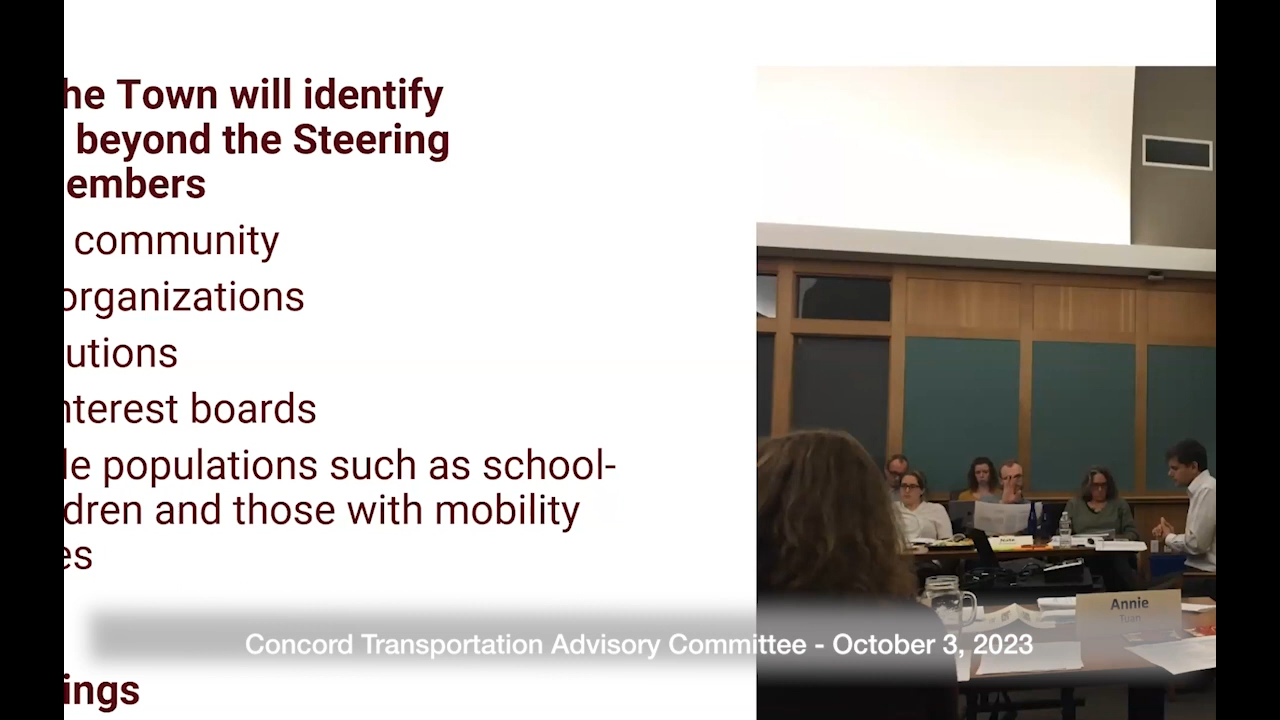 he Town will identify
beyond the Steering
embers
community
organizations
utions
nterest boards
le populations such as school-
dren and those with mobility
es
Annie
Tuan
Concord Transportation Advisory Committee - October 3, 2023
ings